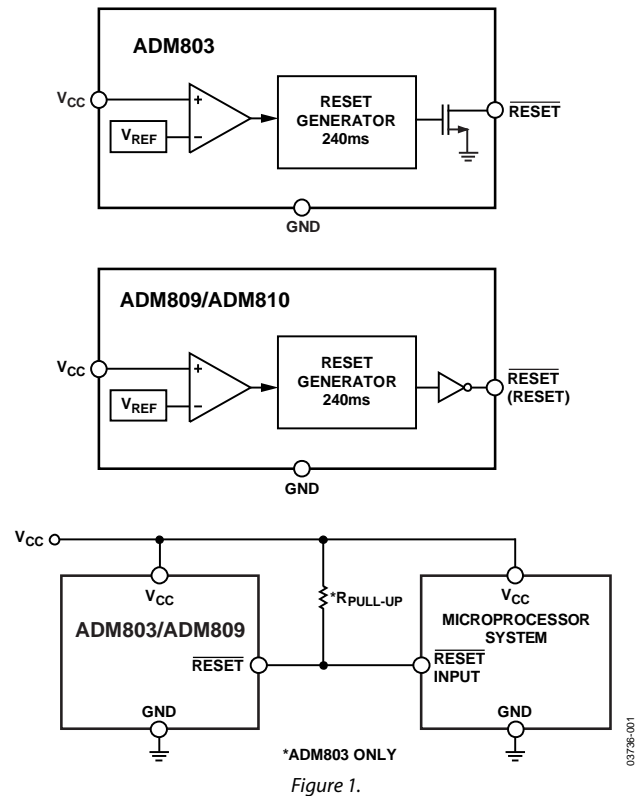 ADM803
VCC
+
VREF
−
RESET
GENERATOR
240ms
RESET
GND
ADM809/ADM810
VCC
+
VREF
−
RESET
GENERATOR
240ms
RESET
(RESET)
GND
VCC
VCC
ADM803/ADM809
RESET
GND
*RPULL-UP
VCC
MICROPROCESSOR
SYSTEM
RESET
INPUT
GND
*ADM803 ONLY
03736-001
Figure 1.